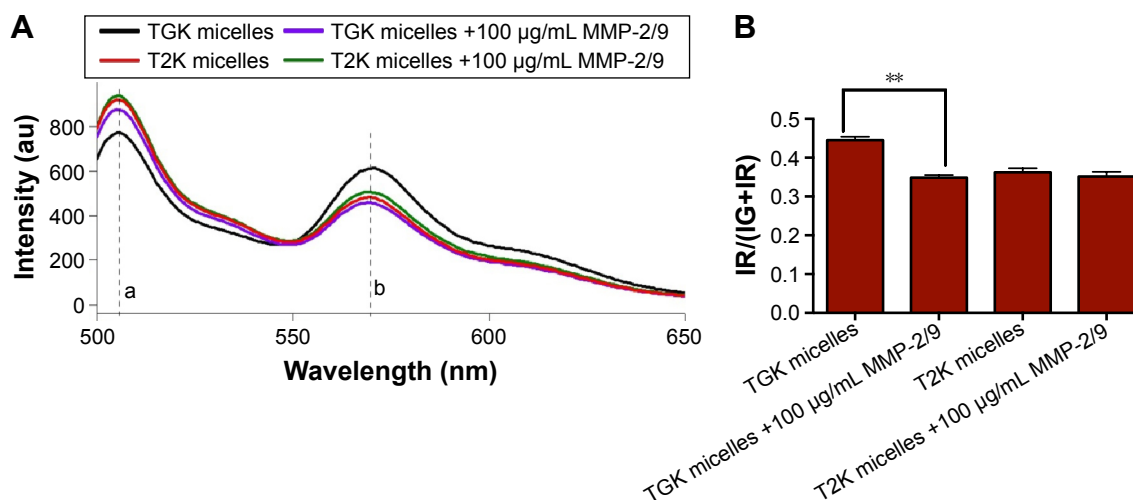 A
TGK micelles
TGK micelles +100 µg/mL MMP-2/9
T2K micelles
T2K micelles +100 µg/mL MMP-2/9
Intensity (au)
800
600
400
200
0
a
b
500
550
600
650
Wavelength (nm)
B
**
IR/(IG+IR)
0.5
0.4
0.3
0.2
0.1
0.0
TGK micelles
TGK micelles +100 µg/mL MMP-2/9
T2K micelles
T2K micelles +100 µg/mL MMP-2/9